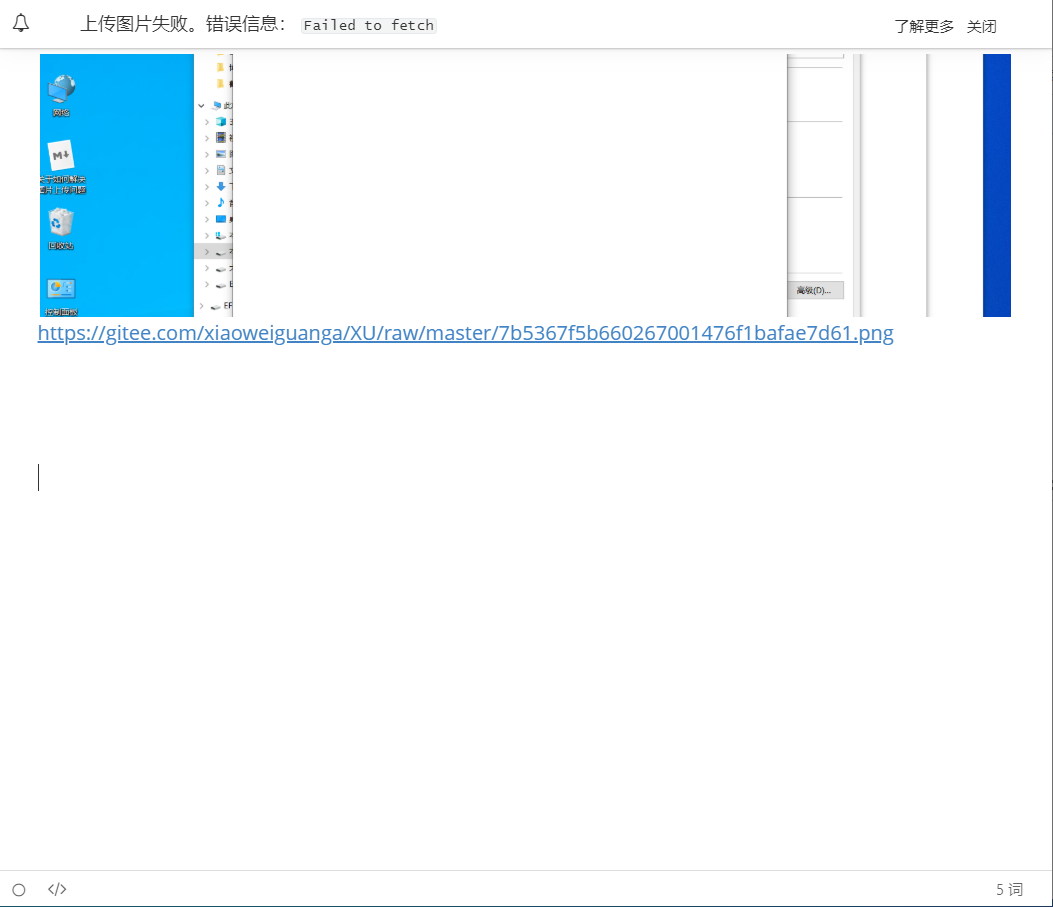 上传图片失败。错误信息： Failed to fetch
了解更多 关闭
网络
M↓
关于如何解决
图片上传问题
回收站
控制面板
高级(D)...
https://gitee.com/xiaoweiguanga/XU/raw/master/7b5367f5b660267001476f1bafae7d61.png
</> 5 词